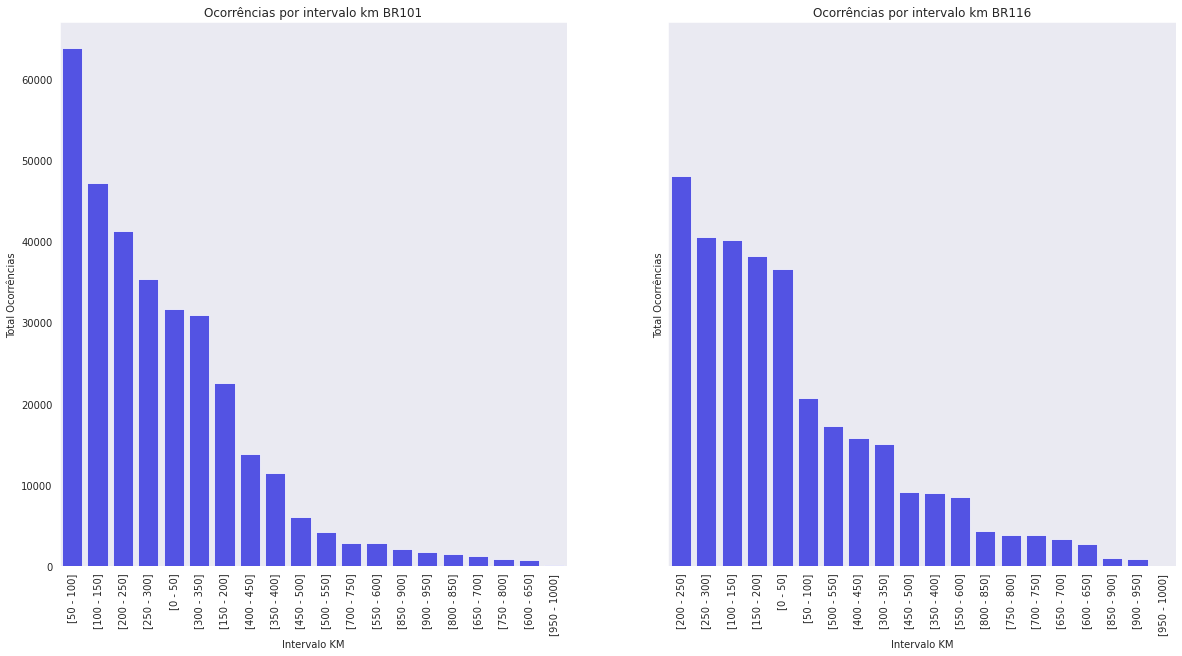 Ocorrências por intervalo km BR101
Total Ocorrências
60000
50000
40000
30000
20000
10000
0
[50 - 100]
[100 - 150]
[200 - 250]
[250 - 300]
[0 - 50]
[300 - 350]
[150 - 200]
[400 - 450]
[350 - 400]
[450 - 500]
[500 - 550]
[700 - 750]
[550 - 600]
[850 - 900]
[900 - 950]
[800 - 850]
[650 - 700]
[750 - 800]
[600 - 650]
[950 - 1000]
Intervalo KM
Ocorrências por intervalo km BR116
Total Ocorrências
[200 - 250]
[250 - 300]
[100 - 150]
[150 - 200]
[0 - 50]
[50 - 100]
[500 - 550]
[400 - 450]
[300 - 350]
[450 - 500]
[350 - 400]
[550 - 600]
[800 - 850]
[750 - 800]
[700 - 750]
[650 - 700]
[600 - 650]
[850 - 900]
[900 - 950]
[950 - 1000]
Intervalo KM